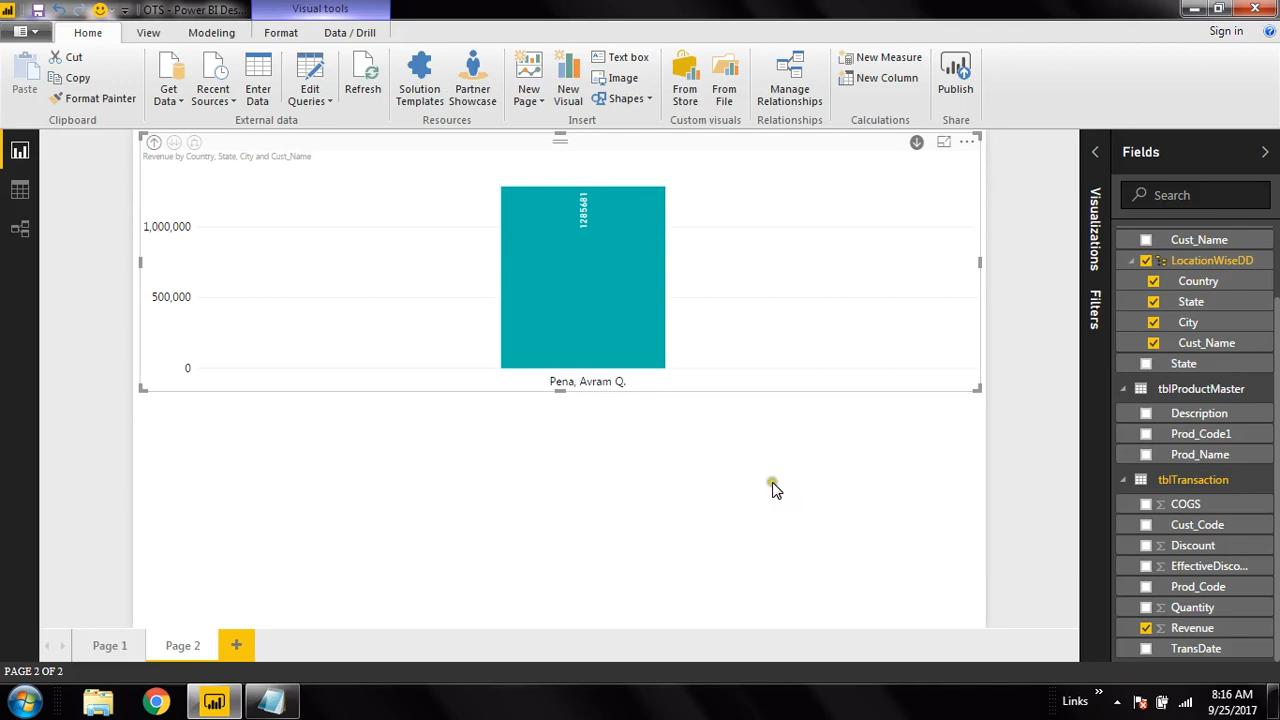 OTS - Power BI Des...
Visual tools
Home
View
Modeling
Format
Data / Drill
Sign in
Paste
Cut
Copy
Format Painter
Clipboard
Get Data
Recent Sources
Enter Data
Edit Queries
Refresh
External data
Solution Templates
Partner Showcase
Resources
New Page
New Visual
Text box
Image
Shapes
Insert
From Store
From File
Custom visuals
Manage Relationships
Relationships
New Measure
New Column
Calculations
Publish
Share
Revenue by Country, State, City and Cust_Name
1,000,000
500,000
0
1285681
Pena, Avram Q.
Visualizations
Filters
Fields
Search
Cust_Name
LocationWiseDD
Country
State
City
Cust_Name
State
tblProductMaster
Description
Prod_Code1
Prod_Name
tblTransaction
COGS
Cust_Code
Discount
EffectiveDisco...
Prod_Code
Quantity
Revenue
TransDate
Page 1
Page 2
PAGE 2 OF 2
Links
8:16 AM
9/25/2017